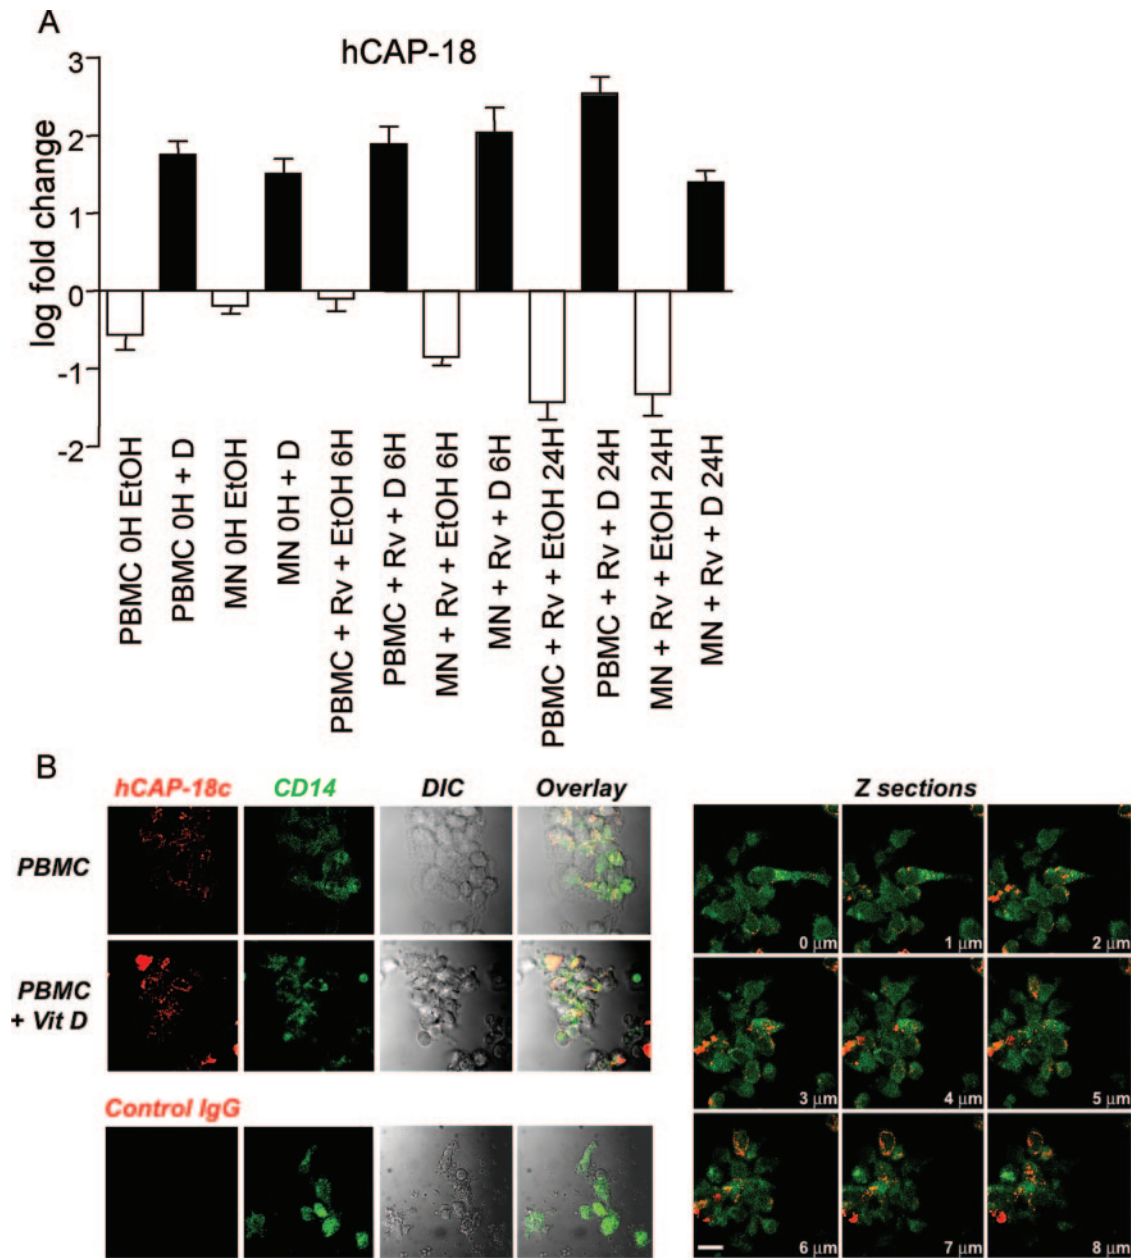 A
hCAP-18
log fold change
3
2
1
0
-1
-2
PBMC 0H EtOH
PBMC 0H + D
MN 0H EtOH
MN 0H + D
PBMC + Rv + EtOH 6H
PBMC + Rv + D 6H
MN + Rv + EtOH 6H
MN + Rv + D 6H
PBMC + Rv + EtOH 24H
PBMC + Rv + D 24H
MN + Rv + EtOH 24H
MN + Rv + D 24H
B
hCAP-18c CD14 DIC Overlay
PBMC
PBMC
+ Vit D
Control IgG
Z sections
0 µm 1 µm 2 µm
3 µm 4 µm 5 µm
6 µm 7 µm 8 µm